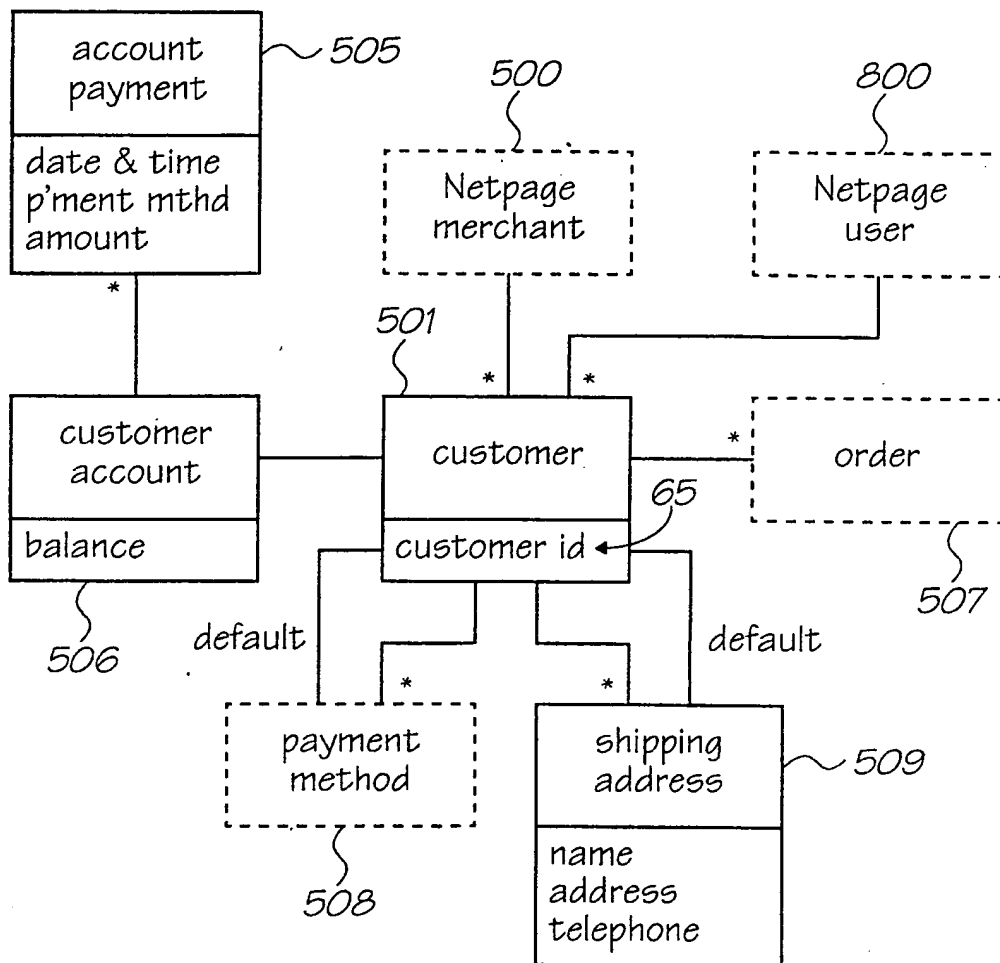 account
payment
505
date & time
p'ment mthd
amount
*
500
Netpage
merchant
800
Netpage
user
501
*
*
customer
account
balance
506
customer
customer id
65
*
order
507
default
*
*
default
payment
method
508
shipping
address
509
name
address
telephone